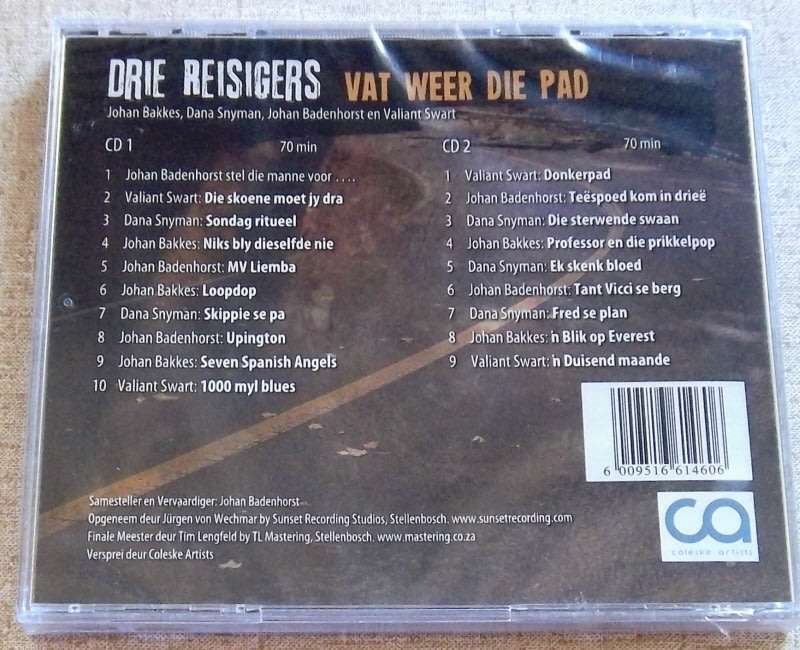 DRIE REISIGERS VAT WEER DIE PAD
Johan Bakkes, Dana Snyman, Johan Badenhorst en Valiant Swart
CD 1 70 min
1 Johan Badenhorst stel die manne voor ....
2 Valiant Swart: Die skoene moet jy dra
3 Dana Snyman: Sondag ritueel
4 Johan Bakkes: Niks bly dieselfde nie
5 Johan Badenhorst: MV Liemba
6 Johan Bakkes: Loopdop
7 Dana Snyman: Skippie se pa
8 Johan Badenhorst: Upington
9 Johan Bakkes: Seven Spanish Angels
10 Valiant Swart: 1000 myl blues
CD 2 70 min
1 Valiant Swart: Donkerpad
2 Johan Badenhorst: Teëspoed kom in drieë
3 Dana Snyman: Die sterwende swaan
4 Johan Bakkes: Professor en die prikkelpop
5 Dana Snyman: Ek skenk bloed
6 Johan Badenhorst: Tant Vicci se berg
7 Dana Snyman: Fred se plan
8 Johan Bakkes: 'n Blik op Everest
9 Valiant Swart: 'n Duisend maande
6 009516 614606
Samesteller en Vervaardiger: Johan Badenhorst
Opgeneem deur Jürgen von Wechmar by Sunset Recording Studios, Stellenbosch. www.sunsetrecording.com
Finale Meester deur Tim Lengfeld by TL Mastering, Stellenbosch. www.mastering.co.za
Versprei deur Coleske Artists
ca
coleske artists